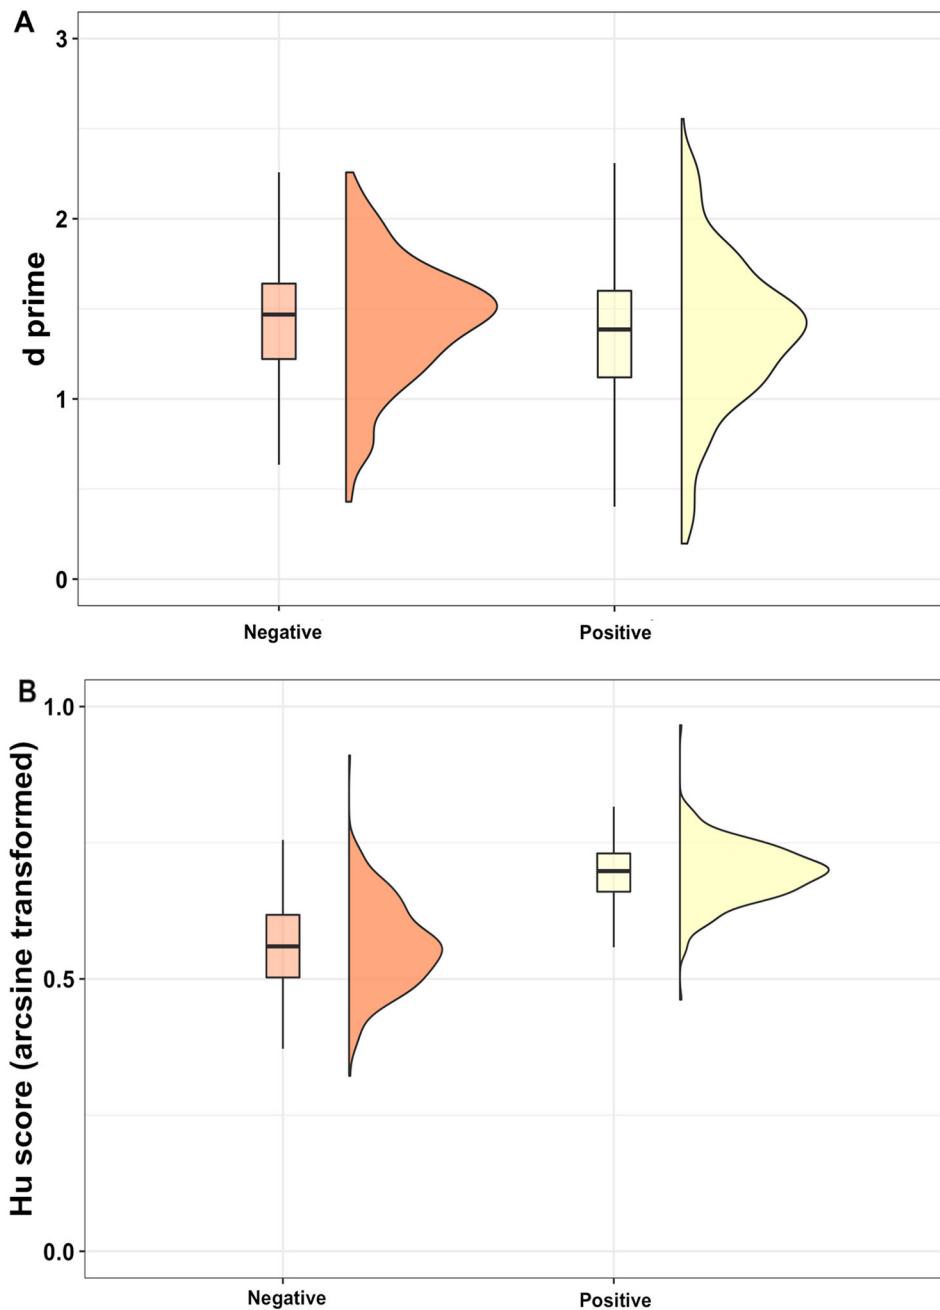 A
3
2
1
0
d prime
Negative
Positive
B
1.0
0.5
0.0
Hu score (arcsine transformed)
Negative
Positive